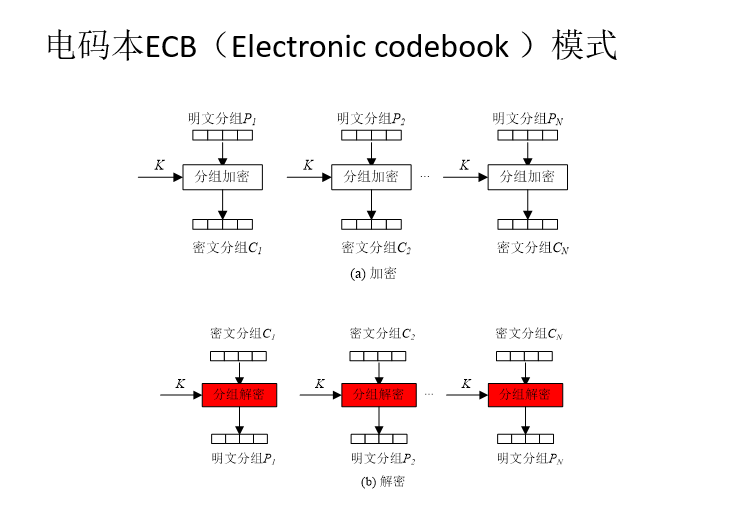 电码本ECB（Electronic codebook ）模式
明文分组P1 明文分组P2 明文分组PN
K 分组加密 K 分组加密 ... K 分组加密
密文分组C1 密文分组C2 密文分组CN
(a) 加密
密文分组C1 密文分组C2 密文分组CN
K 分组解密 K 分组解密 ... K 分组解密
明文分组P1 明文分组P2 明文分组PN
(b) 解密